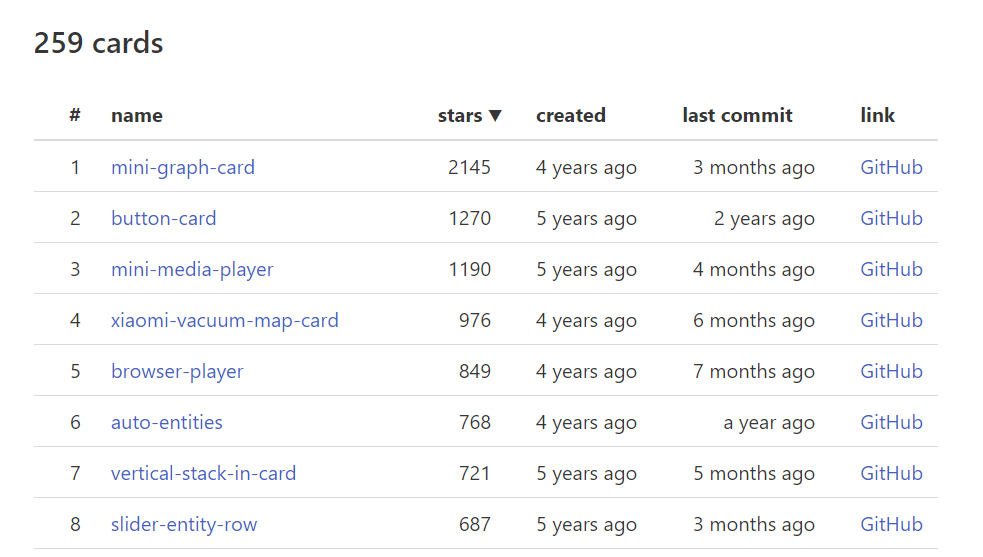 259 cards
# name stars ▼ created last commit link
1 mini-graph-card 2145 4 years ago 3 months ago GitHub
2 button-card 1270 5 years ago 2 years ago GitHub
3 mini-media-player 1190 5 years ago 4 months ago GitHub
4 xiaomi-vacuum-map-card 976 4 years ago 6 months ago GitHub
5 browser-player 849 4 years ago 7 months ago GitHub
6 auto-entities 768 4 years ago a year ago GitHub
7 vertical-stack-in-card 721 5 years ago 5 months ago GitHub
8 slider-entity-row 687 5 years ago 3 months ago GitHub